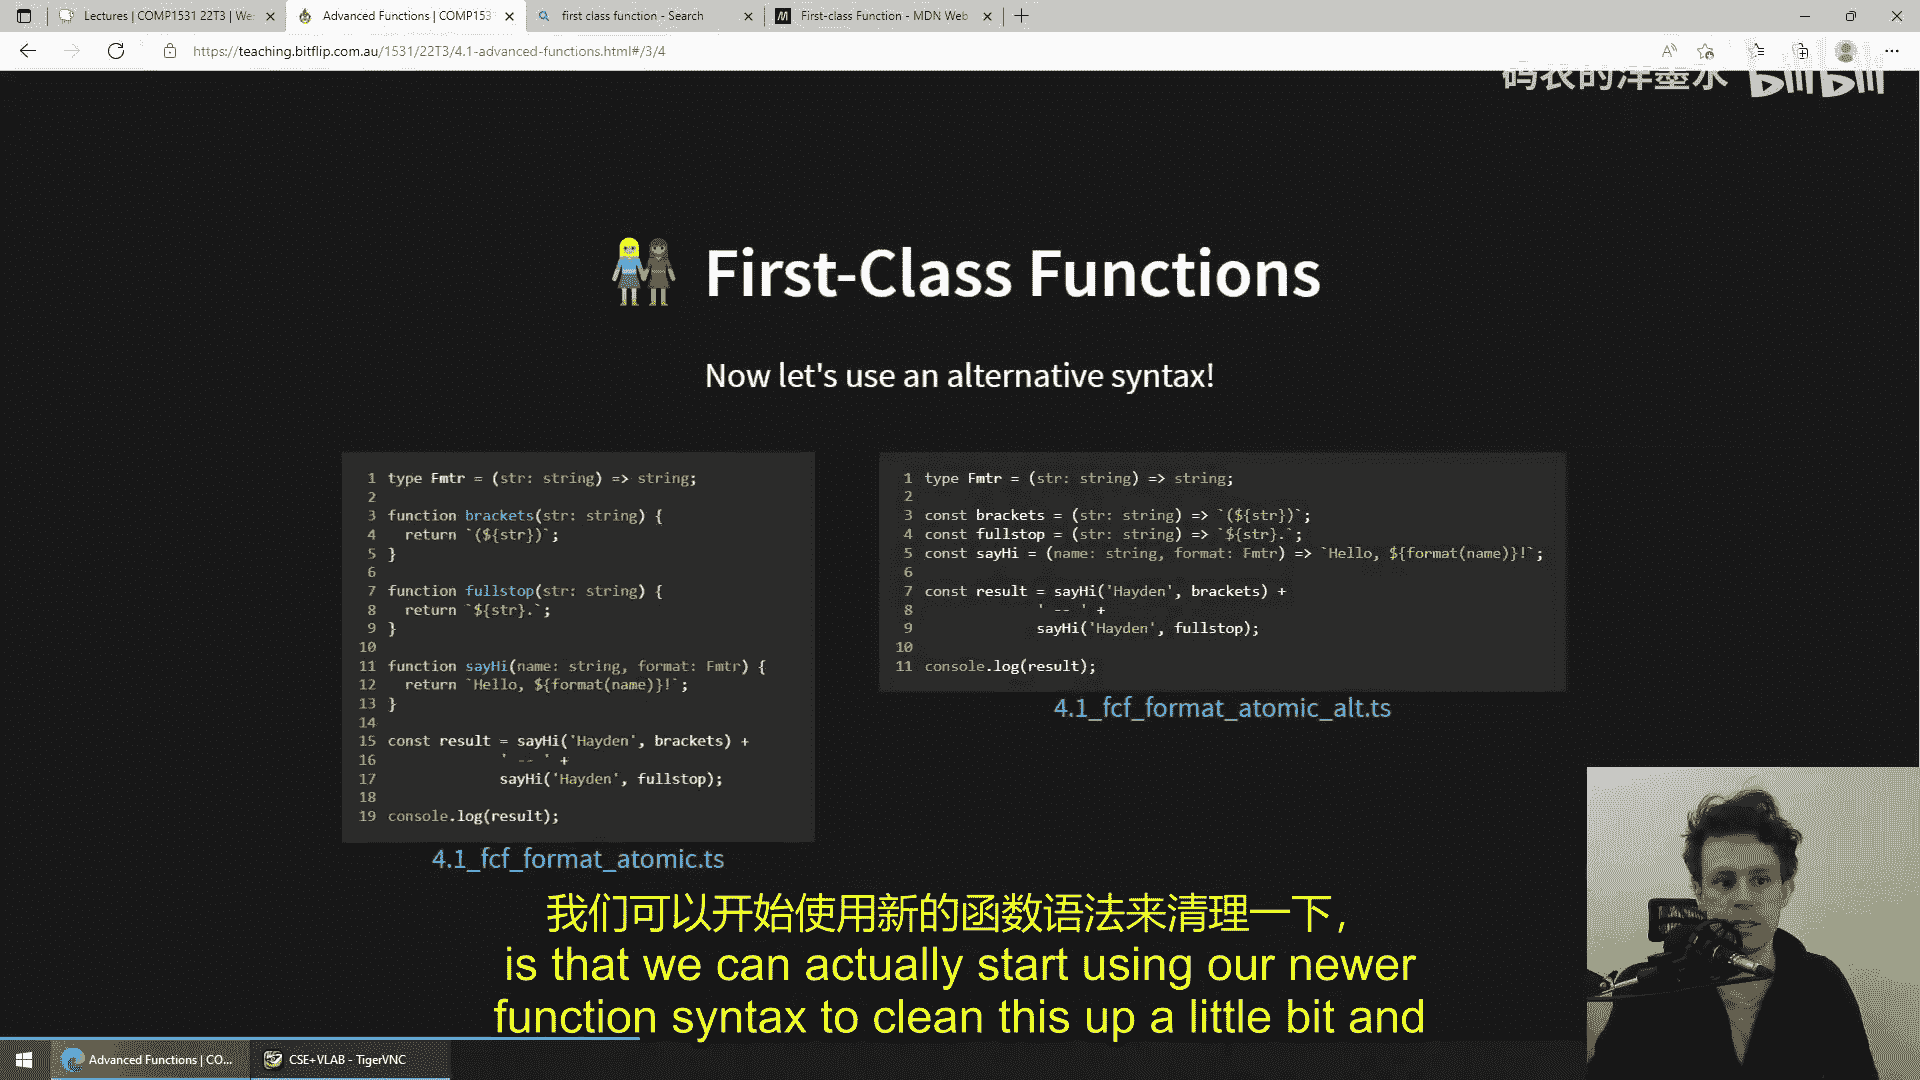 Lectures | COMP1531 22T3 | We
Advanced Functions | COMP153
first class function - Search
First-class Function - MDN Web
https://teaching.bitflip.com.au/1531/22T3/4.1-advanced-functions.html#/3/4
码农的洋墨水 bilibili
First-Class Functions
Now let's use an alternative syntax!
1 type Fmtr = (str: string) => string;
2
3 function brackets(str: string) {
4 return `(${str})`;
5 }
6
7 function fullstop(str: string) {
8 return `${str}.`;
9 }
10
11 function sayHi(name: string, format: Fmtr) {
12 return `Hello, ${format(name)}!`;
13 }
14
15 const result = sayHi('Hayden', brackets) +
16 ' -- ' +
17 sayHi('Hayden', fullstop);
18
19 console.log(result);
4.1_fcf_format_atomic.ts
1 type Fmtr = (str: string) => string;
2
3 const brackets = (str: string) => `(${str})`;
4 const fullstop = (str: string) => `${str}.`;
5 const sayHi = (name: string, format: Fmtr) => `Hello, ${format(name)}!`;
6
7 const result = sayHi('Hayden', brackets) +
8 ' -- ' +
9 sayHi('Hayden', fullstop);
10
11 console.log(result);
4.1_fcf_format_atomic_alt.ts
我们可以开始使用新的函数语法来清理一下，
is that we can actually start using our newer
function syntax to clean this up a little bit and
Advanced Functions | CO...
CSE+VLAB - TigerVNC